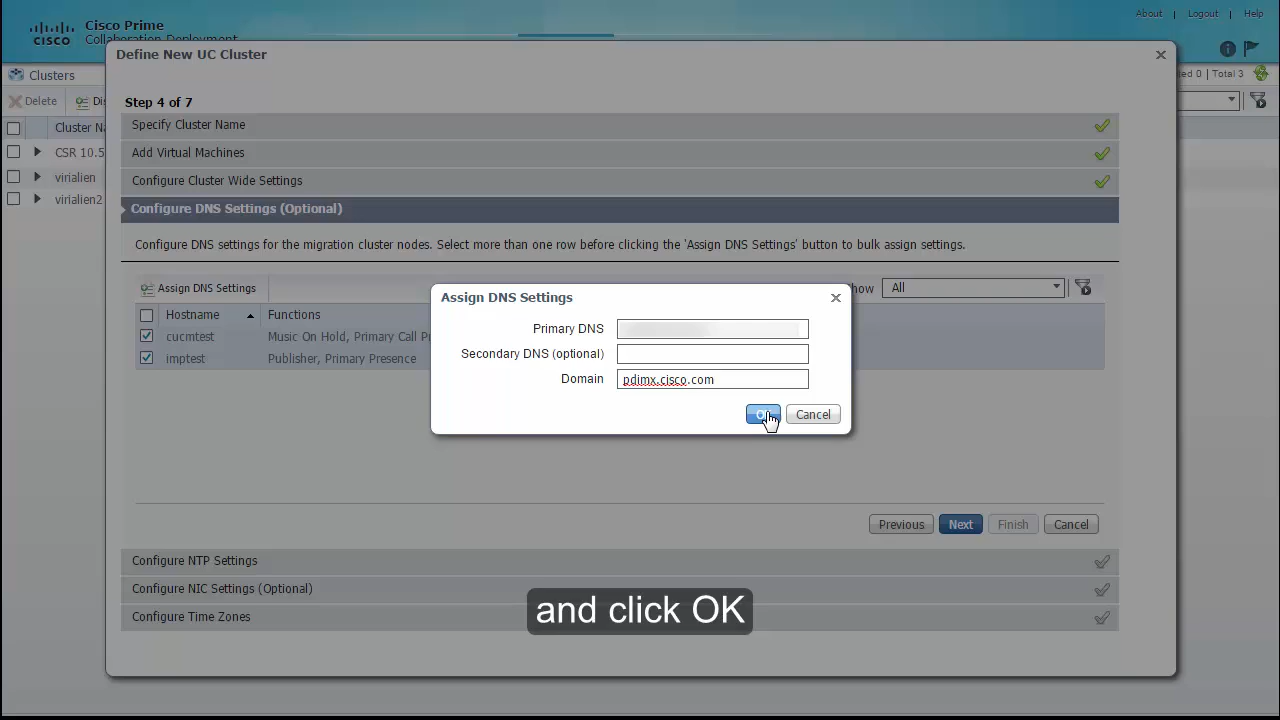 About | Logout | Help
cisco
Cisco Prime
Collaboration Deployment
Define New UC Cluster
Clusters
Total 3
Delete
Step 4 of 7
Specify Cluster Name
Cluster Na
Add Virtual Machines
CSR 10.5
Configure Cluster Wide Settings
virialien
virialien2
Configure DNS Settings (Optional)
Configure DNS settings for the migration cluster nodes. Select more than one row before clicking the 'Assign DNS Settings' button to bulk assign settings.
Assign DNS Settings
All
Hostname Functions
cucmtest Music On Hold, Primary Call Pr
imptest Publisher, Primary Presence
Assign DNS Settings
Primary DNS
Secondary DNS (optional)
Domain pdimx.cisco.com
OK Cancel
Previous Next Finish Cancel
Configure NTP Settings
Configure NIC Settings (Optional)
Configure Time Zones
and click OK